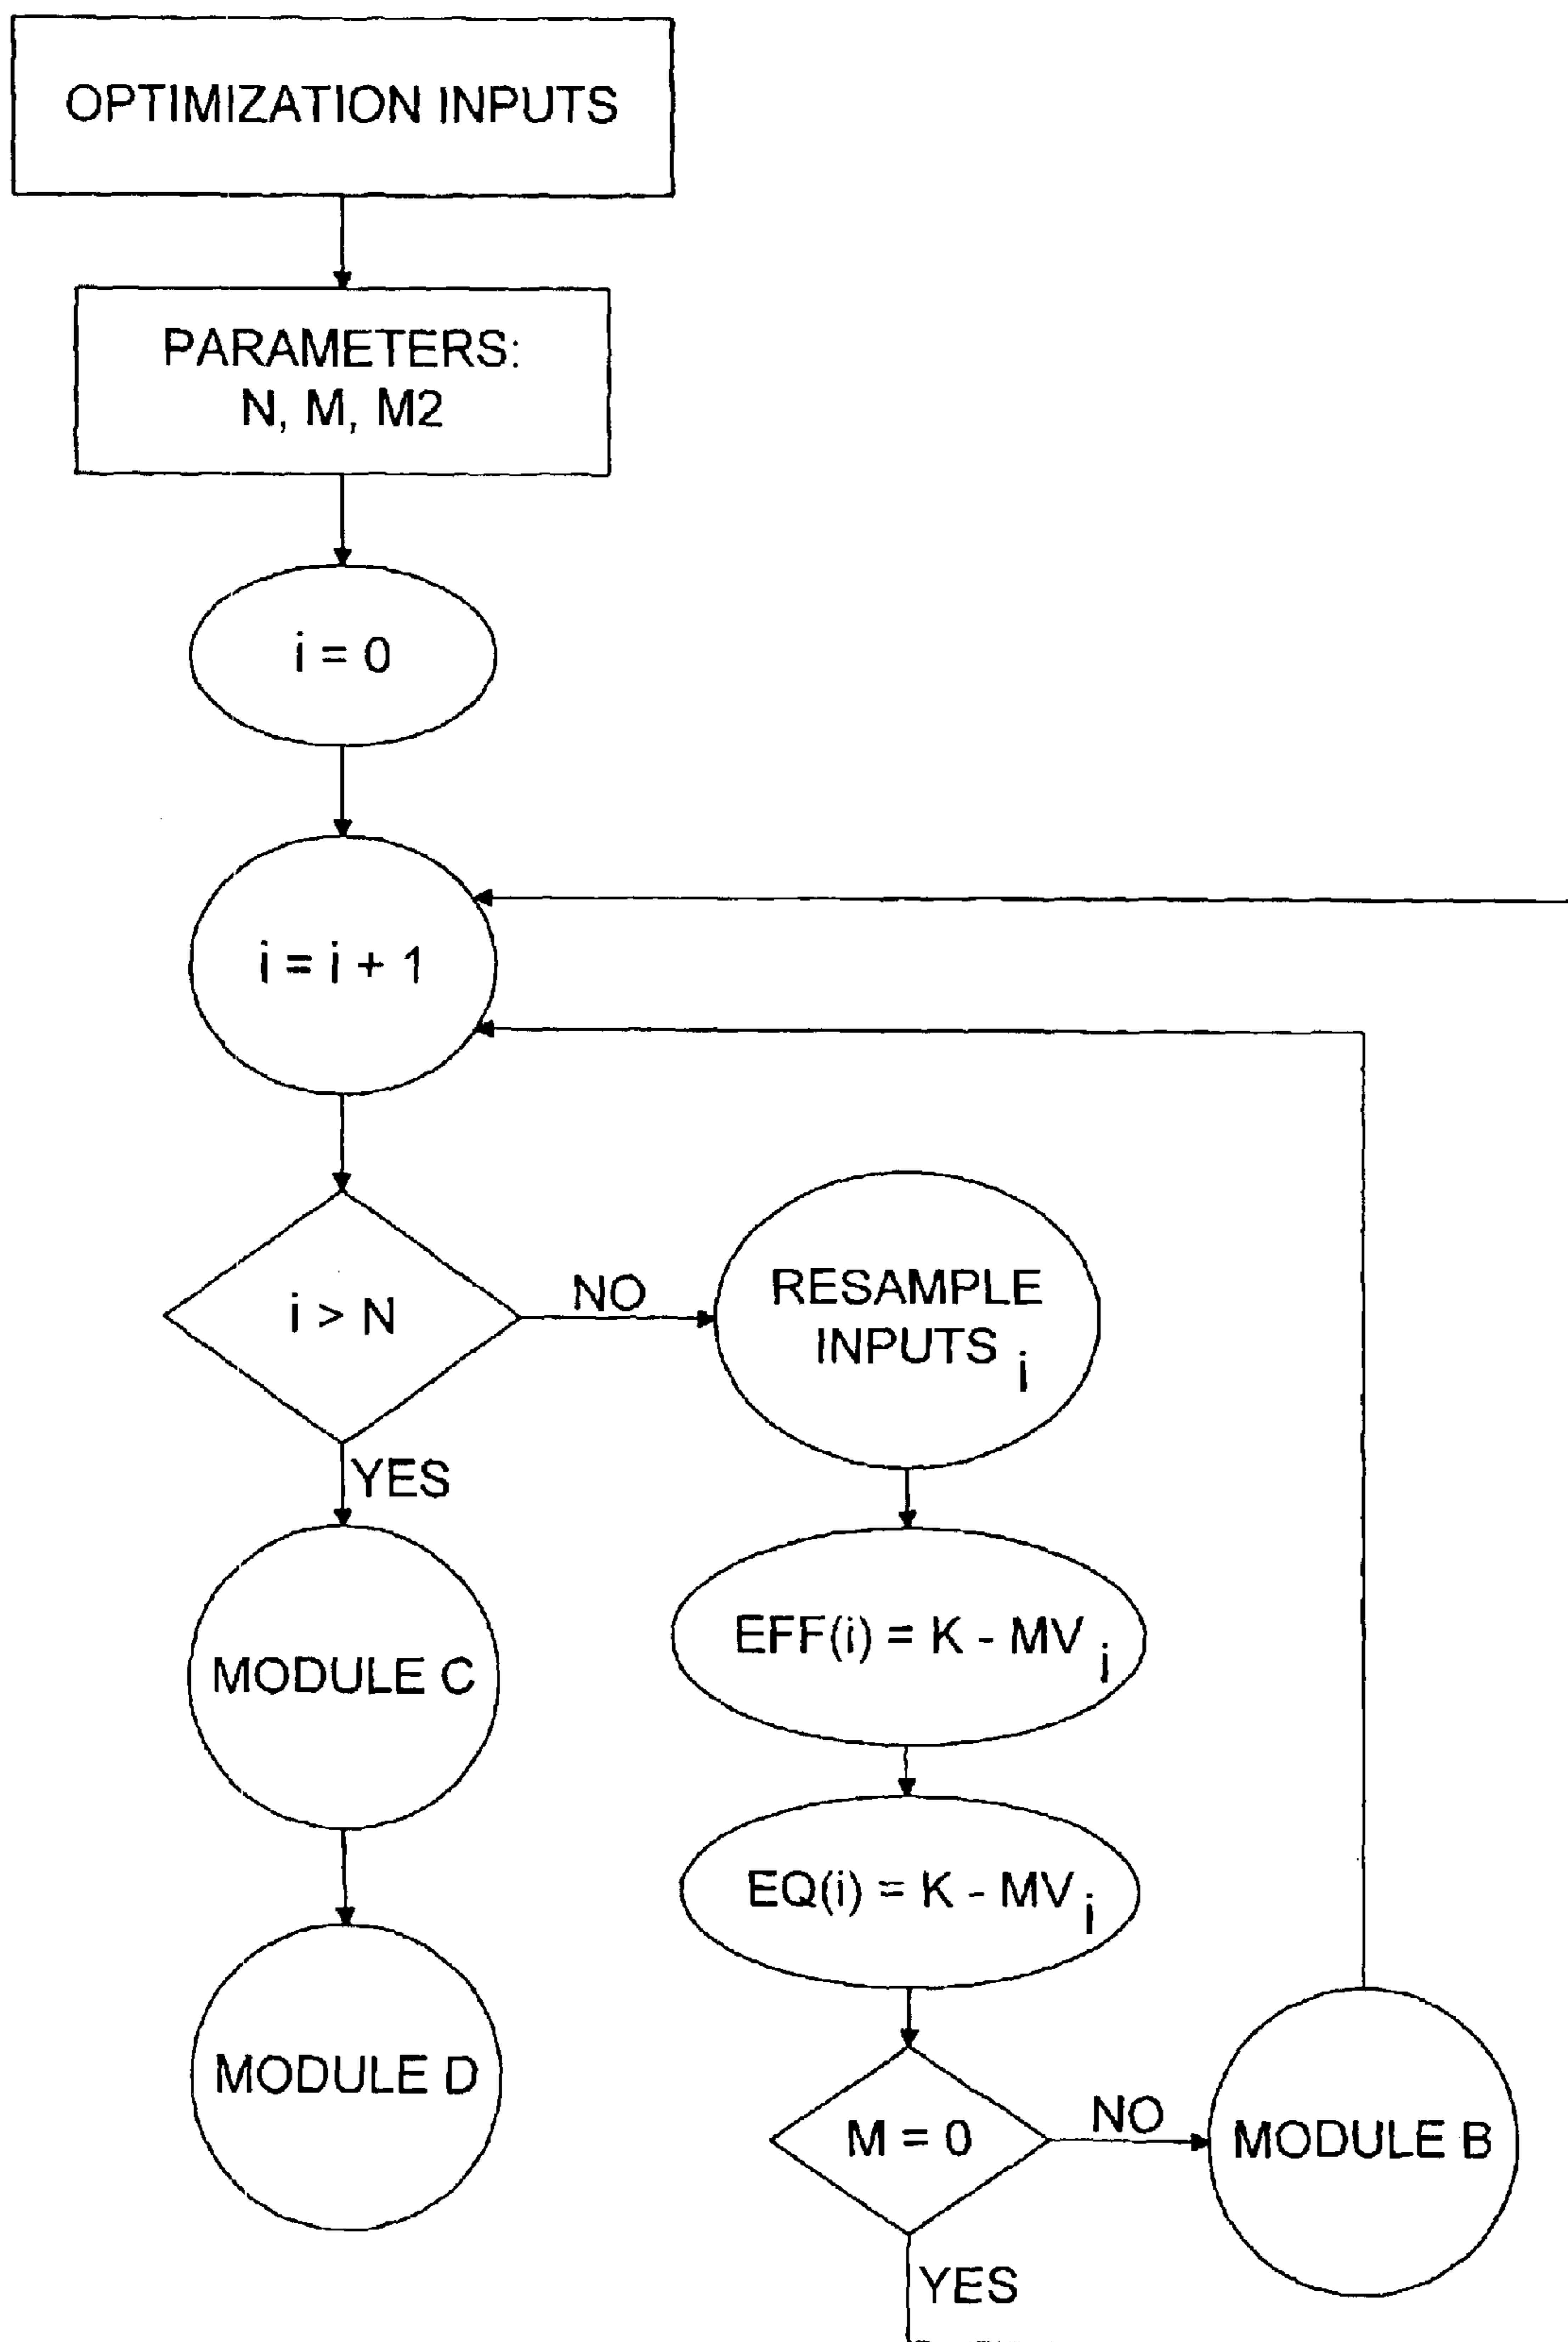 OPTIMIZATION INPUTS
PARAMETERS:
N, M, M2
i = 0
i = i + 1
i > N
NO
RESAMPLE
INPUTS i
YES
EFF(i) = K - MV i
MODULE C
EQ(i) = K - MV i
MODULE D
M = 0
NO
MODULE B
YES